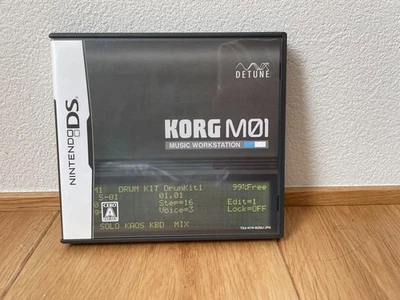 DETUNE
NINTENDO DS
KORG M01
MUSIC WORKSTATION
DRUM KIT DrumKit1 99%Free
S-01 01.01
Step=16 Edit=1
Voice=3 Lock=OFF
A
SOLO KAOS KBD MIX